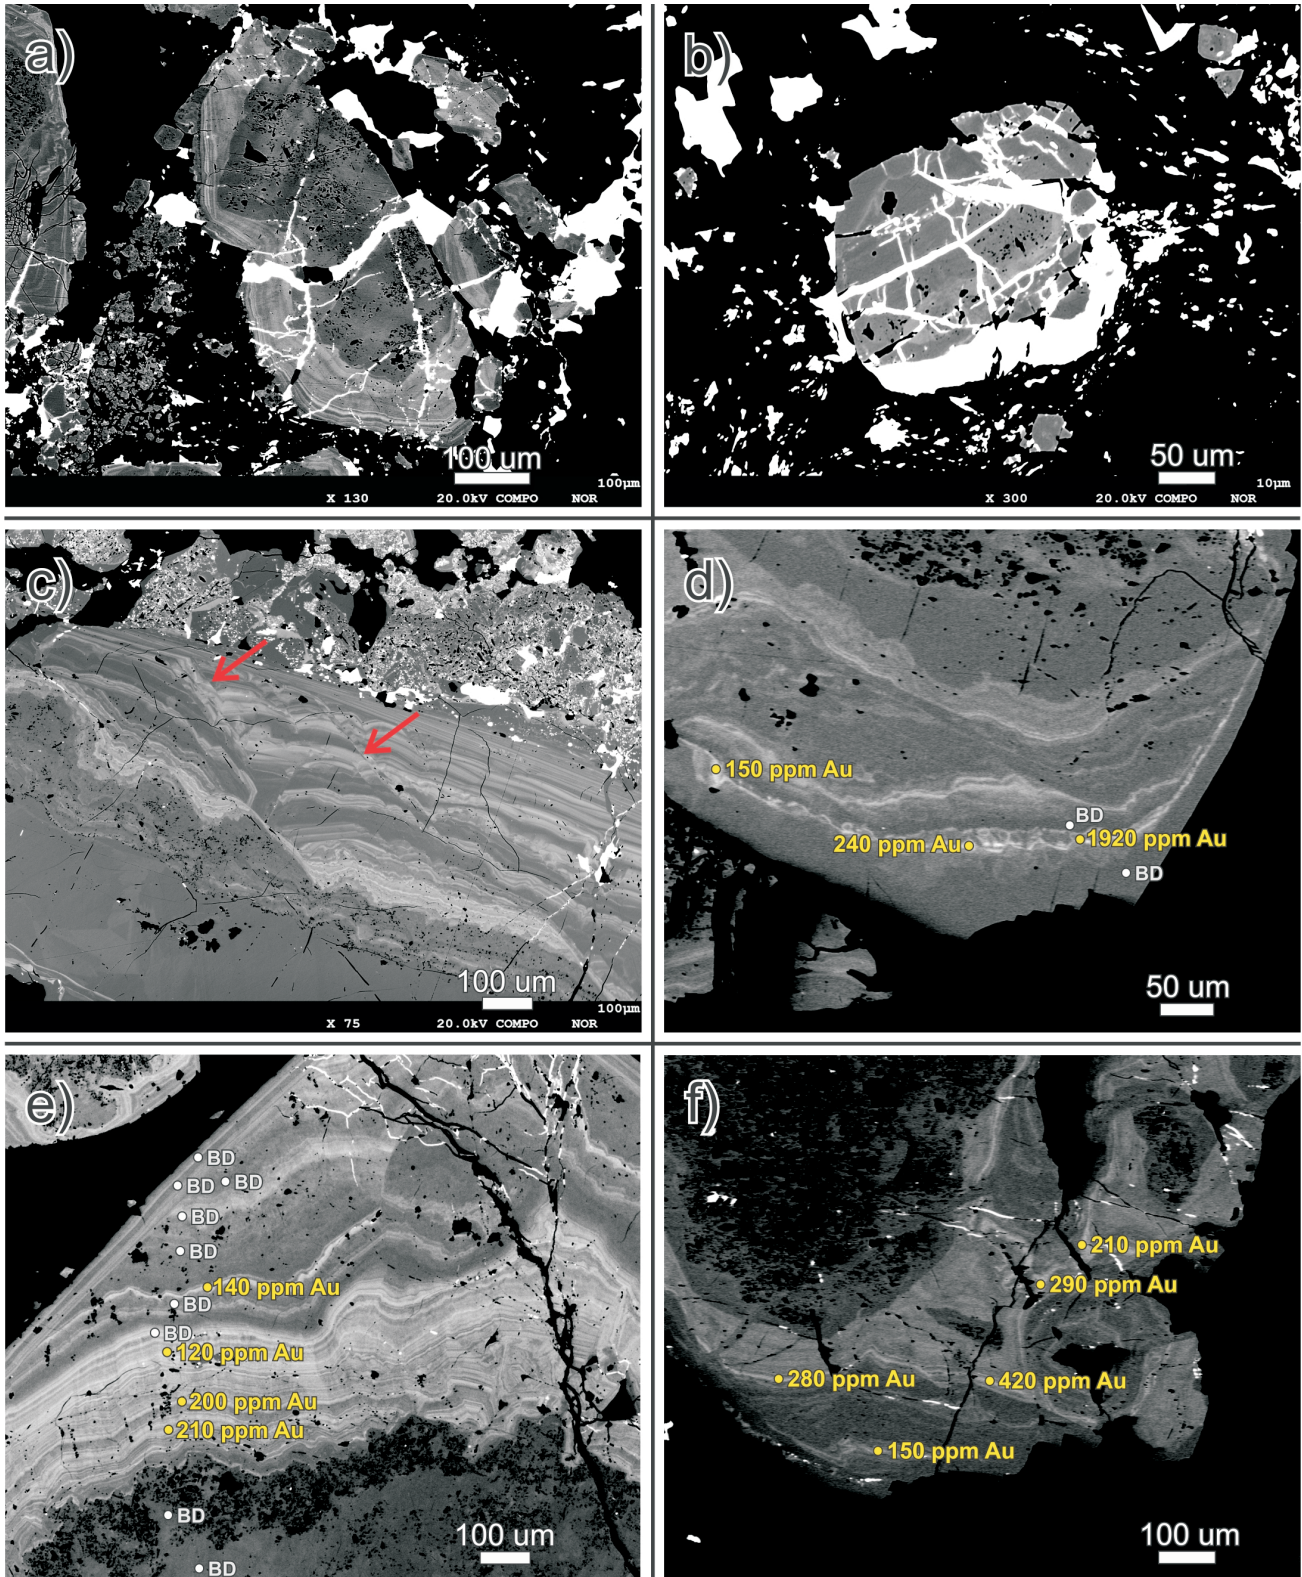 a)
100 um
100µm
X 130 20.0kV COMPO NOR
b)
50 um
10µm
X 300 20.0kV COMPO NOR
c)
100 um
100µm
X 75 20.0kV COMPO NOR
d)
150 ppm Au
BD
240 ppm Au
1920 ppm Au
BD
50 um
e)
BD
BD
BD
BD
BD
140 ppm Au
BD
BD
120 ppm Au
200 ppm Au
210 ppm Au
BD
100 um
BD
f)
210 ppm Au
290 ppm Au
280 ppm Au
420 ppm Au
150 ppm Au
100 um